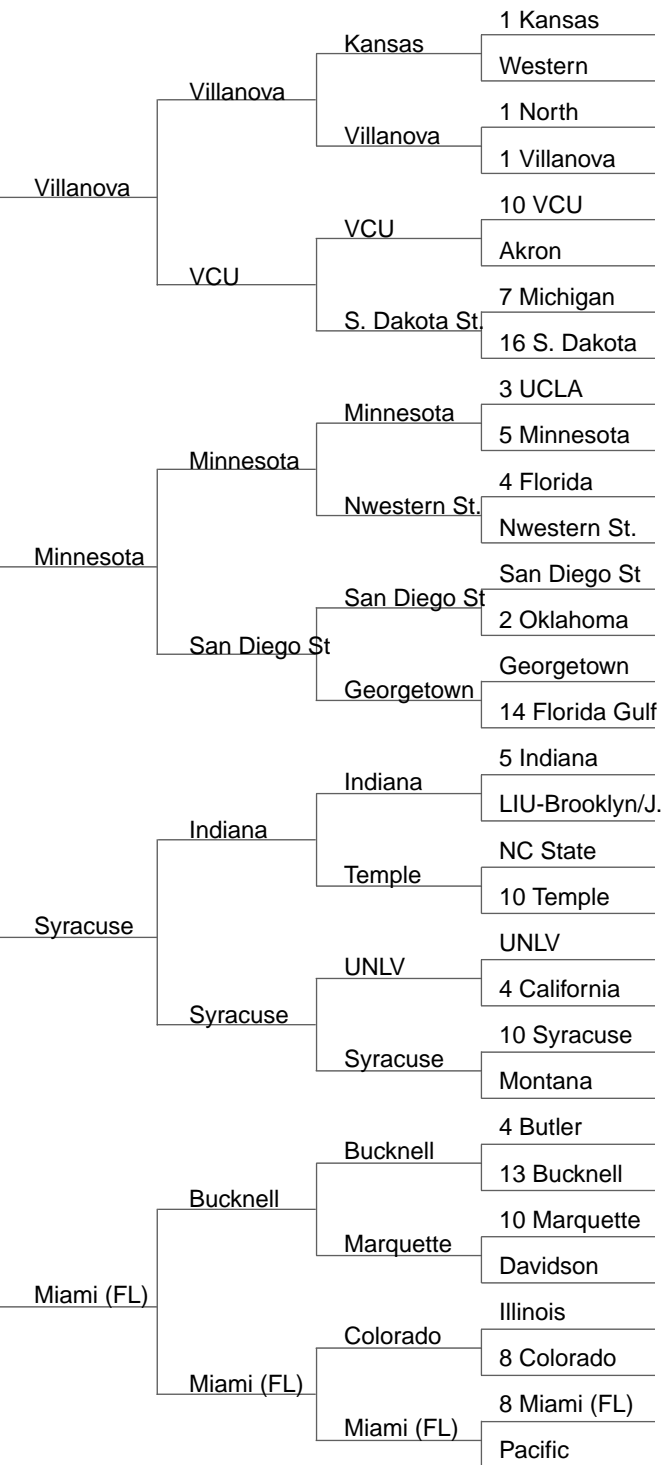 1 Kansas
Kansas
Western
Villanova
1 North
Villanova
1 Villanova
Villanova
10 VCU
VCU
Akron
VCU
7 Michigan
S. Dakota St.
16 S. Dakota
3 UCLA
Minnesota
5 Minnesota
Minnesota
4 Florida
Nwestern St.
Nwestern St.
Minnesota
San Diego St
San Diego St
2 Oklahoma
San Diego St
Georgetown
Georgetown
14 Florida Gulf
5 Indiana
Indiana
LIU-Brooklyn/J.
Indiana
NC State
Temple
10 Temple
Syracuse
UNLV
UNLV
4 California
Syracuse
10 Syracuse
Syracuse
Montana
4 Butler
Bucknell
13 Bucknell
Bucknell
10 Marquette
Marquette
Davidson
Miami (FL)
Illinois
Colorado
8 Colorado
Miami (FL)
8 Miami (FL)
Miami (FL)
Pacific